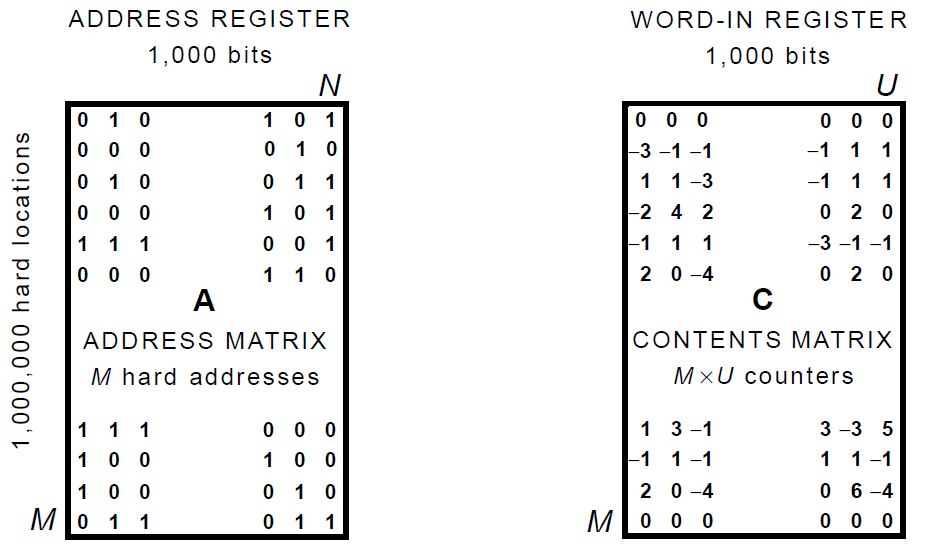 ADDRESS REGISTER
1,000 bits
N
0 1 0 1 0 1
0 0 0 0 1 0
0 1 0 0 1 1
0 0 0 1 0 1
1 1 1 0 0 1
0 0 0 1 1 0
A
ADDRESS MATRIX
M hard addresses
1 1 1 0 0 0
1 0 0 1 0 0
1 0 0 0 1 0
M 0 1 1 0 1 1
1,000,000 hard locations
WORD-IN REGISTER
1,000 bits
U
0 0 0 0 0 0
–3 –1 –1 –1 1 1
1 1 –3 –1 1 1
–2 4 2 0 2 0
–1 1 1 –3 –1 –1
2 0 –4 0 2 0
C
CONTENTS MATRIX
M×U counters
1 3 –1 3 –3 5
–1 1 –1 1 1 –1
2 0 –4 0 6 –4
M 0 0 0 0 0 0